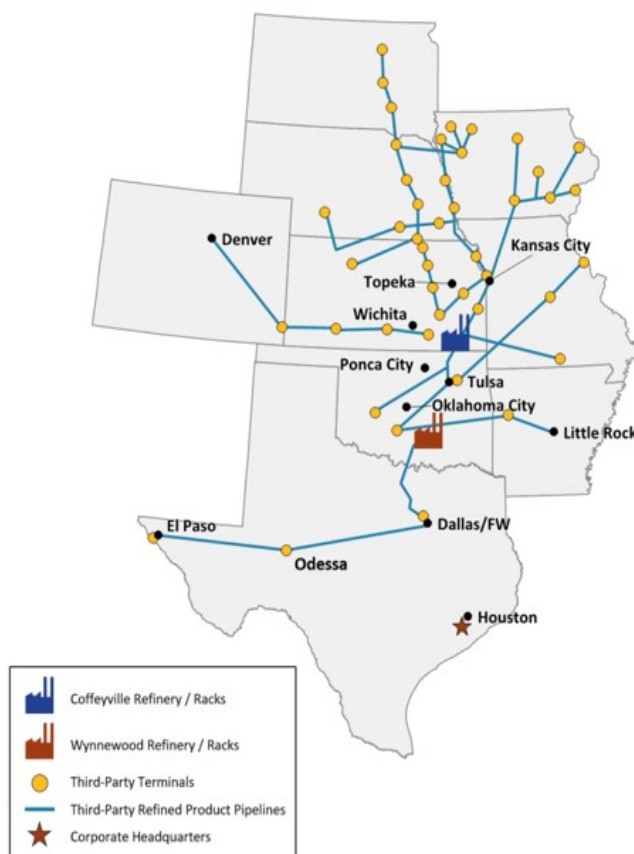 Denver
Kansas City
Topeka
Wichita
Ponca City
Tulsa
Oklahoma City
Little Rock
El Paso
Dallas/FW
Odessa
Houston
Coffeyville Refinery / Racks
Wynnewood Refinery / Racks
Third-Party Terminals
Third-Party Refined Product Pipelines
Corporate Headquarters